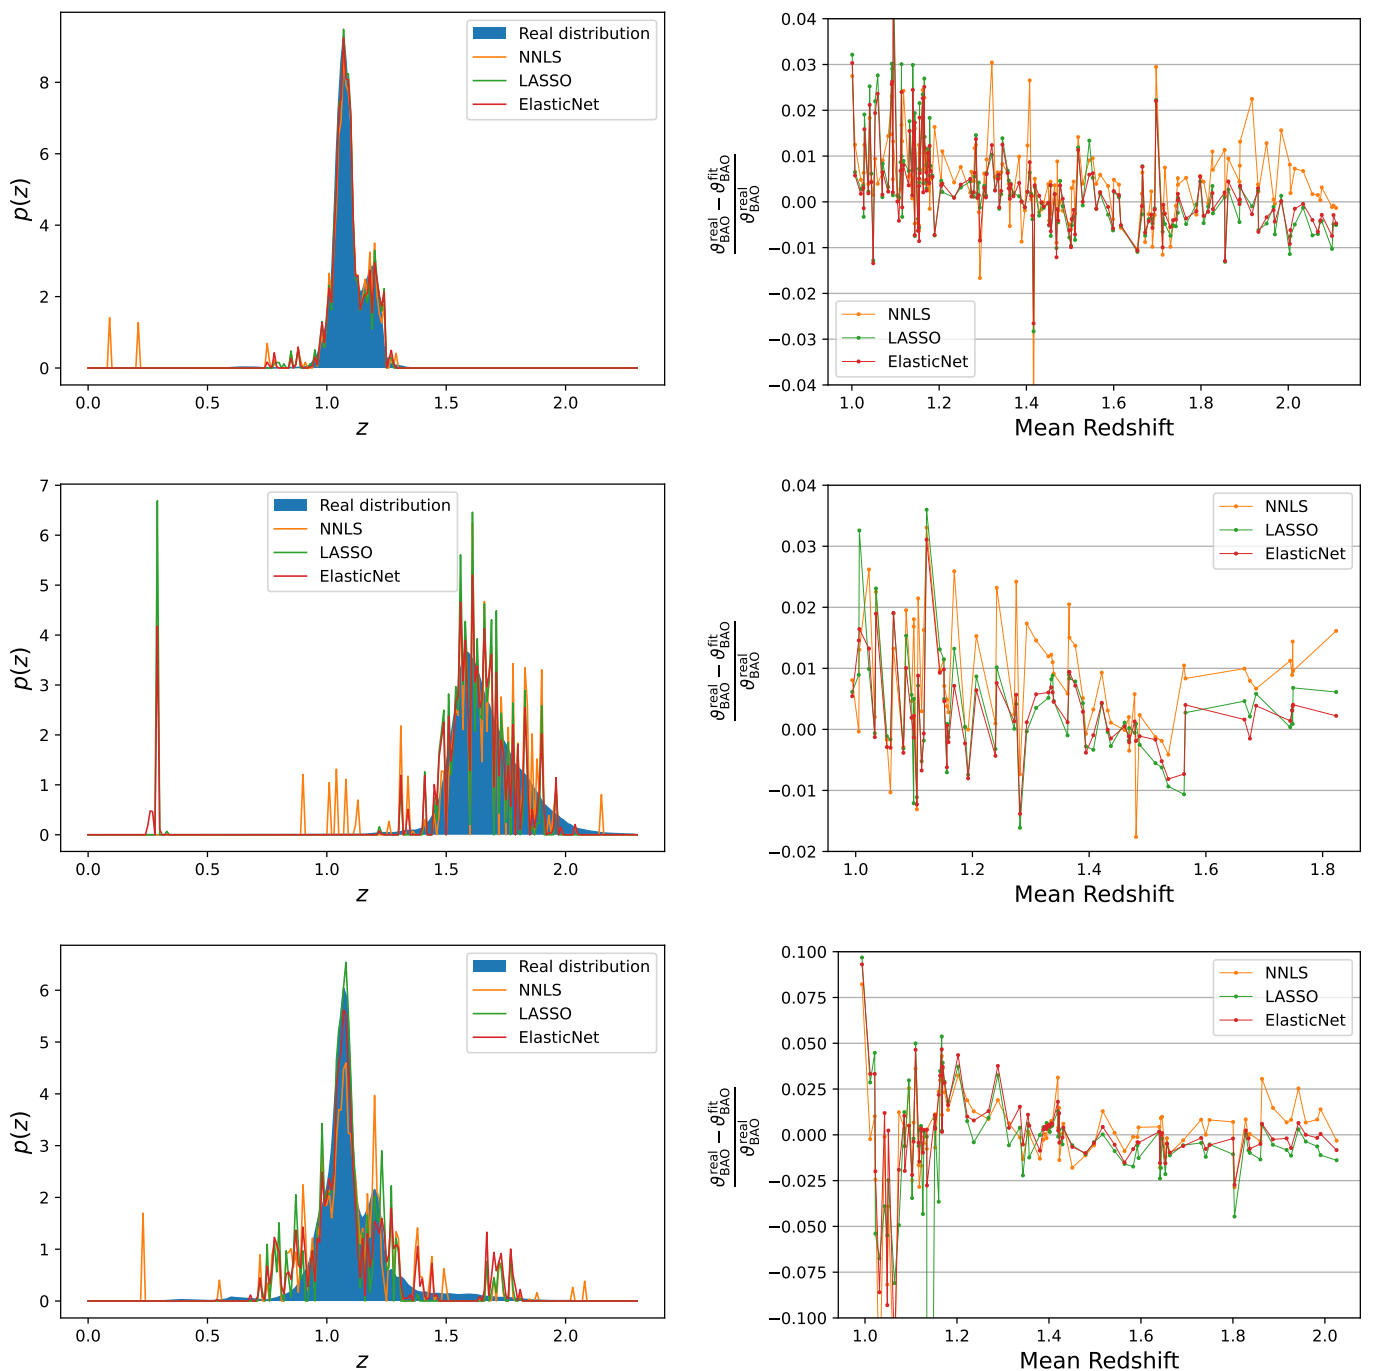 Real distribution
NNLS
LASSO
ElasticNet
p(z)
8
6
4
2
0
0.0 0.5 1.0 1.5 2.0
z
0.04
0.03
0.02
0.01
0.00
−0.01
−0.02
−0.03
−0.04
ϑ_BAO^real − ϑ_BAO^fit
ϑ_BAO^real
NNLS
LASSO
ElasticNet
1.0 1.2 1.4 1.6 1.8 2.0
Mean Redshift
7
6
5
4
3
2
1
0
p(z)
Real distribution
NNLS
LASSO
ElasticNet
0.0 0.5 1.0 1.5 2.0
z
0.04
0.03
0.02
0.01
0.00
−0.01
−0.02
ϑ_BAO^real − ϑ_BAO^fit
ϑ_BAO^real
NNLS
LASSO
ElasticNet
1.0 1.2 1.4 1.6 1.8
Mean Redshift
6
5
4
3
2
1
0
p(z)
Real distribution
NNLS
LASSO
ElasticNet
0.0 0.5 1.0 1.5 2.0
z
0.100
0.075
0.050
0.025
0.000
−0.025
−0.050
−0.075
−0.100
ϑ_BAO^real − ϑ_BAO^fit
ϑ_BAO^real
NNLS
LASSO
ElasticNet
1.0 1.2 1.4 1.6 1.8 2.0
Mean Redshift